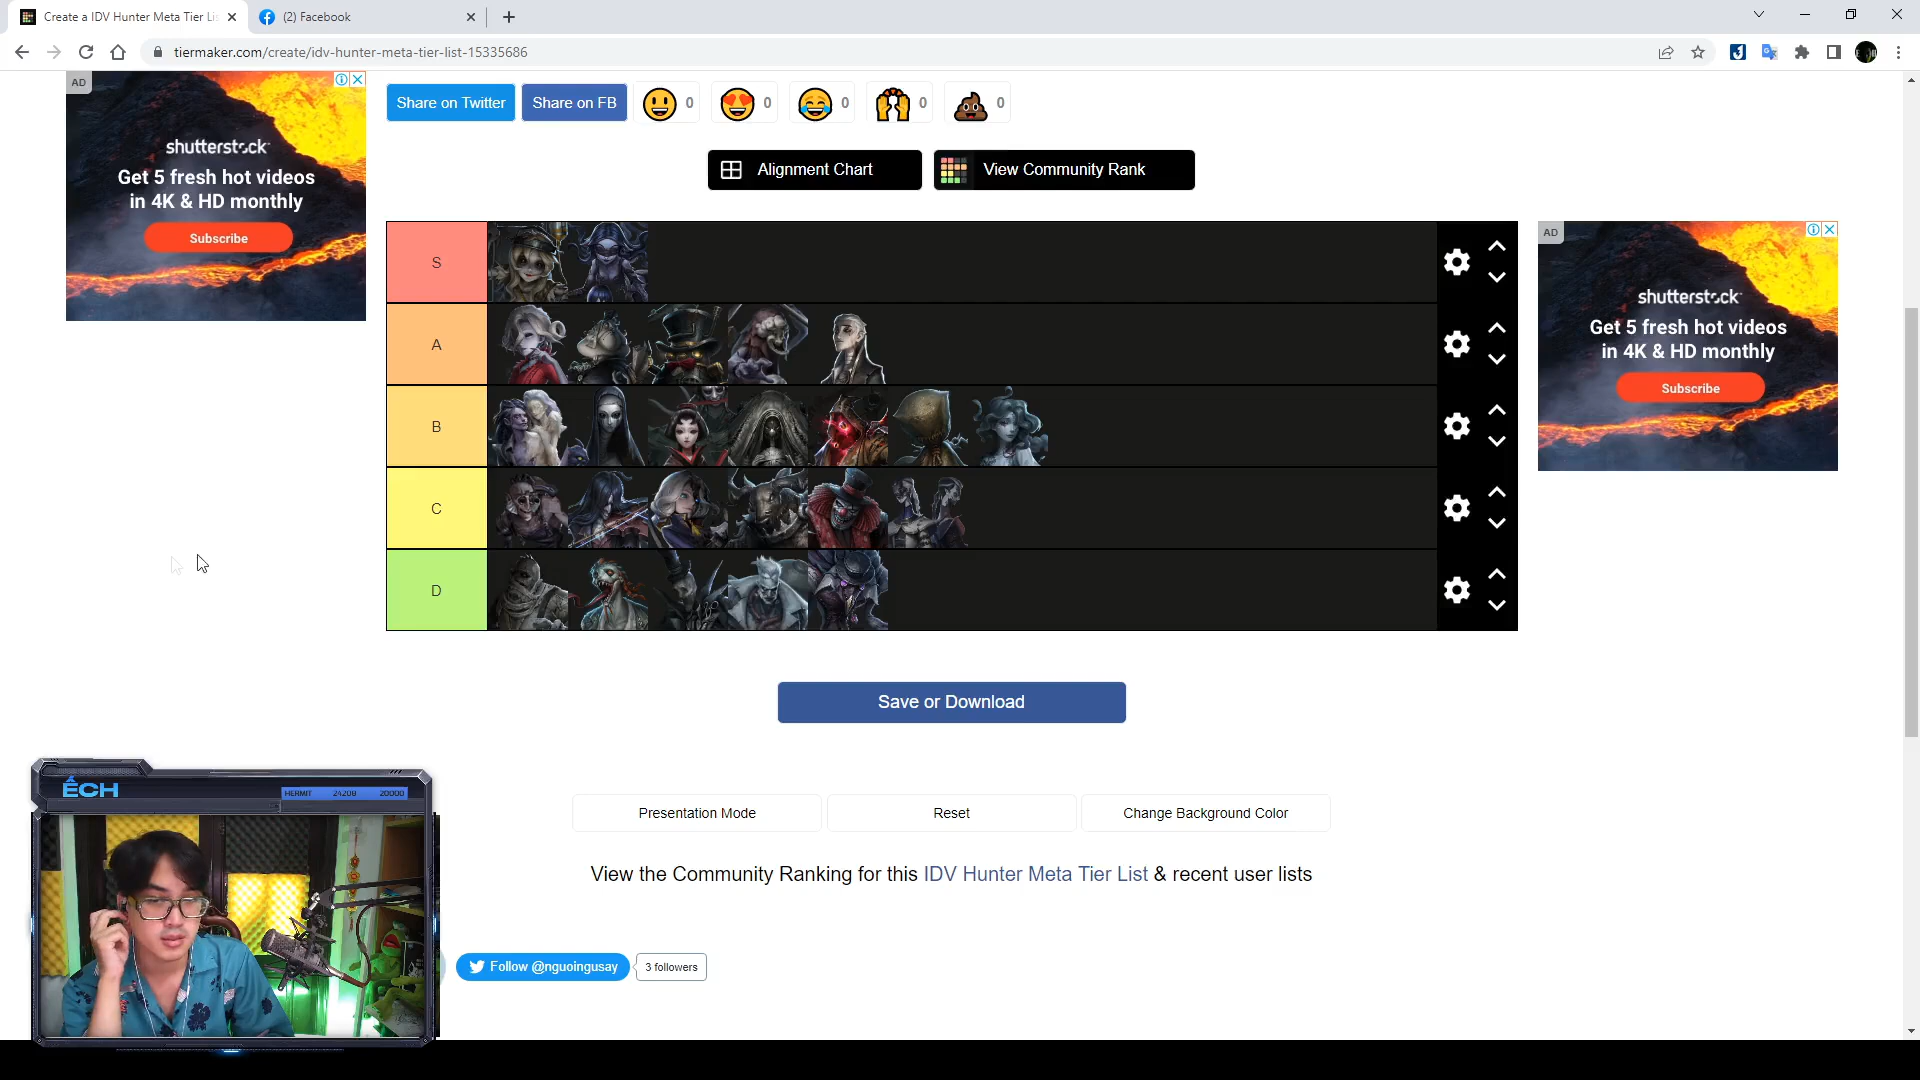 Create a IDV Hunter Meta Tier Li
(2) Facebook
tiermaker.com/create/idv-hunter-meta-tier-list-15335686
AD
shutterstock
Get 5 fresh hot videos
in 4K & HD monthly
Subscribe
Share on Twitter
Share on FB
0
0
0
0
0
Alignment Chart
View Community Rank
S
A
B
C
D
AD
shutterstock
Get 5 fresh hot videos
in 4K & HD monthly
Subscribe
Save or Download
Presentation Mode
Reset
Change Background Color
View the Community Ranking for this IDV Hunter Meta Tier List & recent user lists
Follow @nguoingusay
3 followers
ẾCH
HERMIT 24209 20000